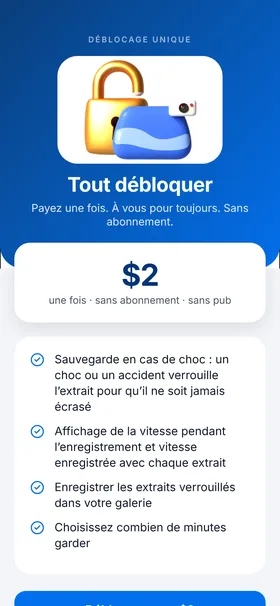 DÉBLOCAGE UNIQUE
Tout débloquer
Payez une fois. À vous pour toujours. Sans
abonnement.
$2
une fois · sans abonnement · sans pub
Sauvegarde en cas de choc : un
choc ou un accident verrouille
l’extrait pour qu’il ne soit jamais
écrasé
Affichage de la vitesse pendant
l’enregistrement et vitesse
enregistrée avec chaque extrait
Enregistrer les extraits verrouillés
dans votre galerie
Choisissez combien de minutes
garder